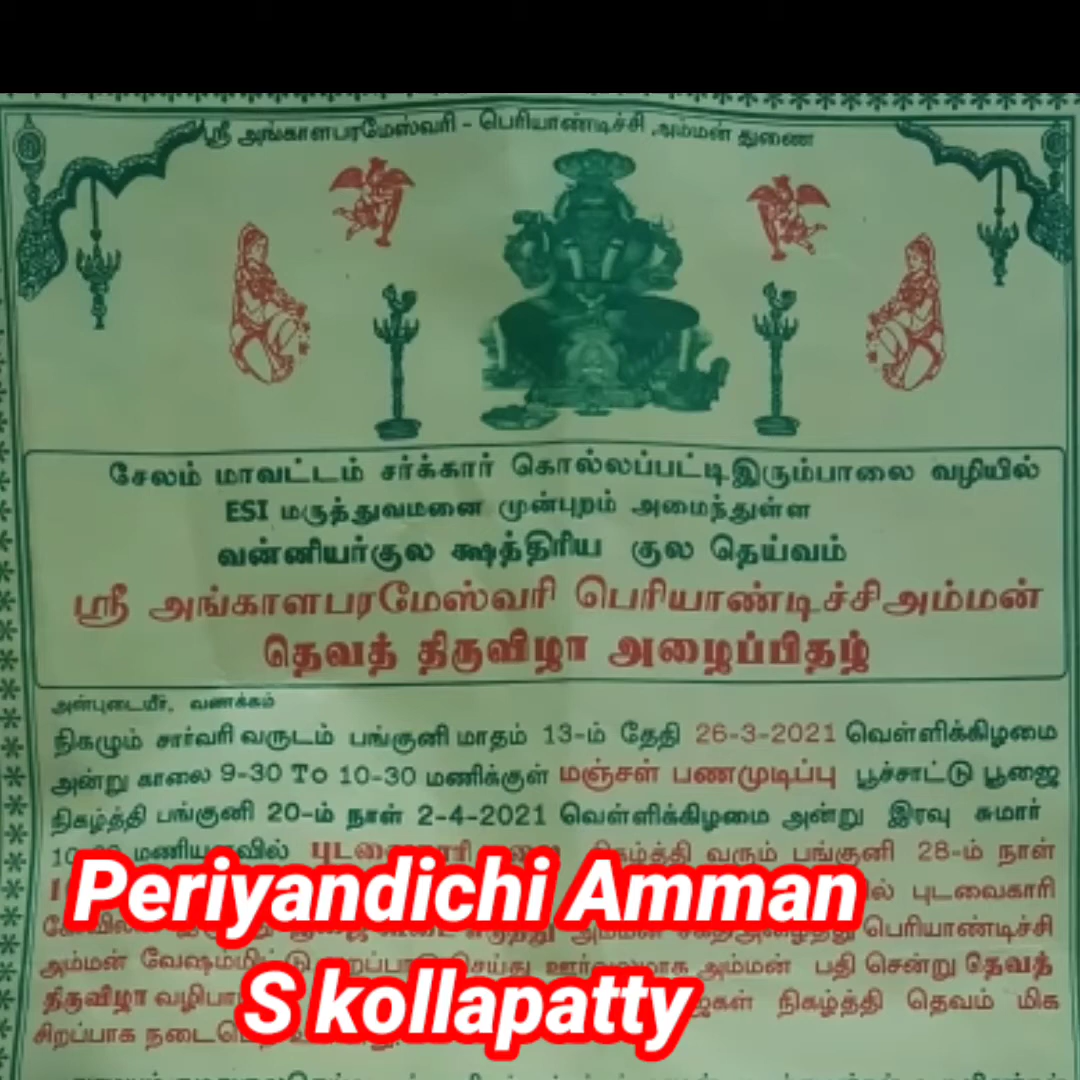 ஸ்ரீ அங்காளபரமேஸ்வரி - பெரியாண்டிச்சி அம்மன் துணை
சேலம் மாவட்டம் சர்க்கார் கொல்லப்பட்டி இரும்பாலை வழியில்
ESI மருத்துவமனை முன்புறம் அமைந்துள்ள
வன்னியர்குல க்ஷத்திரிய குல தெய்வம்
ஸ்ரீ அங்காளபரமேஸ்வரி பெரியாண்டிச்சி அம்மன்
தெவத் திருவிழா அழைப்பிதழ்
அன்புடையீர், வணக்கம்
நிகழும் சார்வரி வருடம் பங்குனி மாதம் 13-ம் தேதி 26-3-2021 வெள்ளிக்கிழமை
அன்று காலை 9-30 To 10-30 மணிக்குள் மஞ்சள் பணமுடிப்பு பூச்சாட்டு பூஜை
நிகழ்த்தி பங்குனி 20-ம் நாள் 2-4-2021 வெள்ளிக்கிழமை அன்று இரவு சுமார்
வரும் பங்குனி 28-ம் நாள்
Periyandichi Amman
புடவைகாரி
பெரியாண்டிச்சி
அம்மன் அம்மன் பதி சென்று தெவத்
S kollapatty
திருவிழா நிகழ்த்தி தெவம் மிக
சிறப்பாக